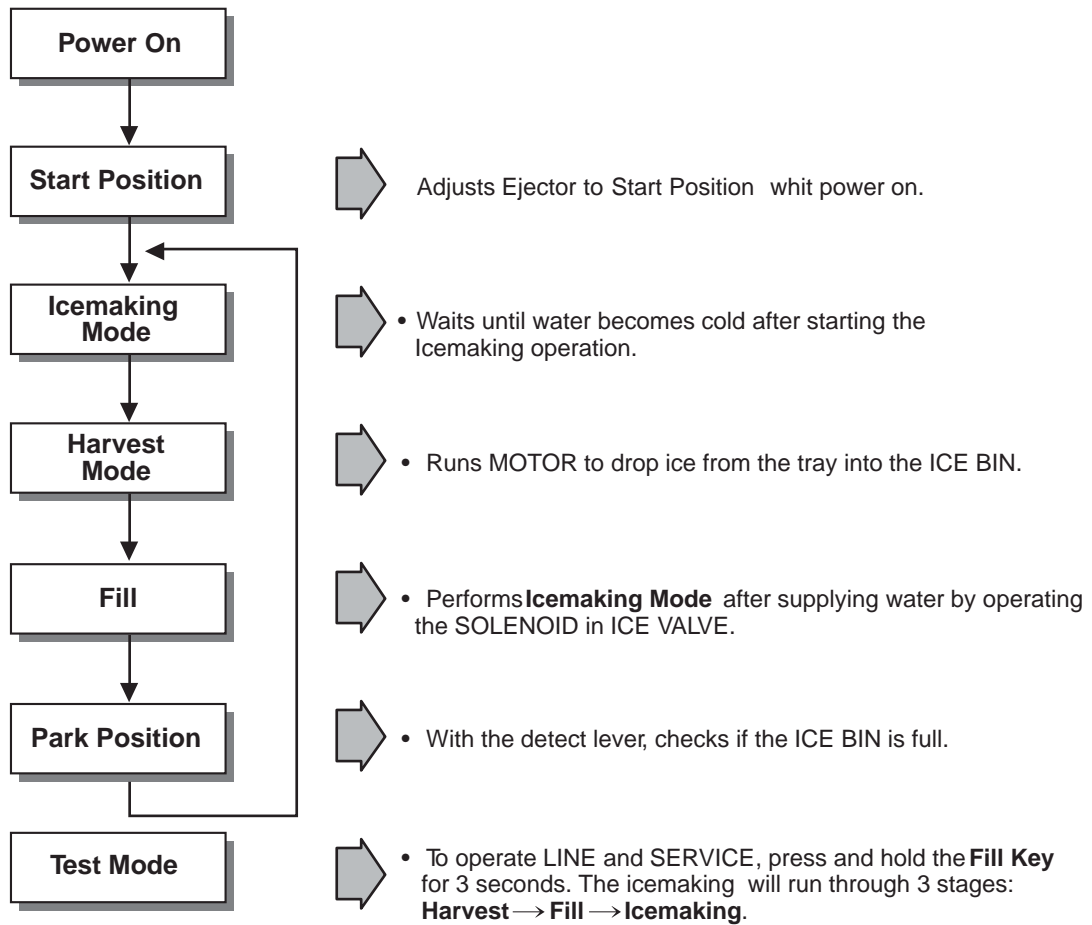 Power On
Start Position
Adjusts Ejector to Start Position whit power on.
Icemaking
Mode
• Waits until water becomes cold after starting the
Icemaking operation.
Harvest
Mode
• Runs MOTOR to drop ice from the tray into the ICE BIN.
Fill
• Performs Icemaking Mode after supplying water by operating
the SOLENOID in ICE VALVE.
Park Position
• With the detect lever, checks if the ICE BIN is full.
Test Mode
• To operate LINE and SERVICE, press and hold the Fill Key
for 3 seconds. The icemaking will run through 3 stages:
Harvest → Fill → Icemaking.